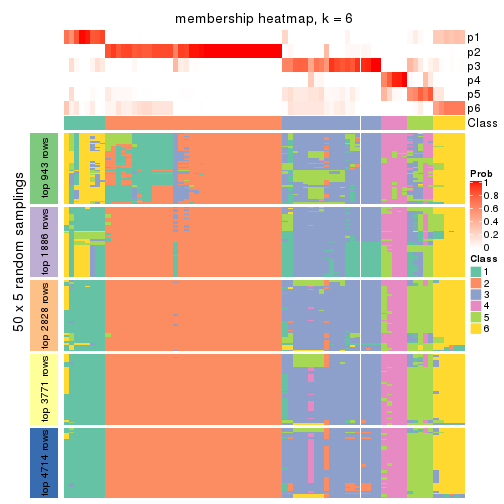 membership heatmap, k = 6
p1
p2
p3
p4
p5
p6
Class
50 x 5 random samplings
top 943 rows
top 1886 rows
top 2828 rows
top 3771 rows
top 4714 rows
Prob
1
0.8
0.6
0.4
0.2
0
Class
1
2
3
4
5
6